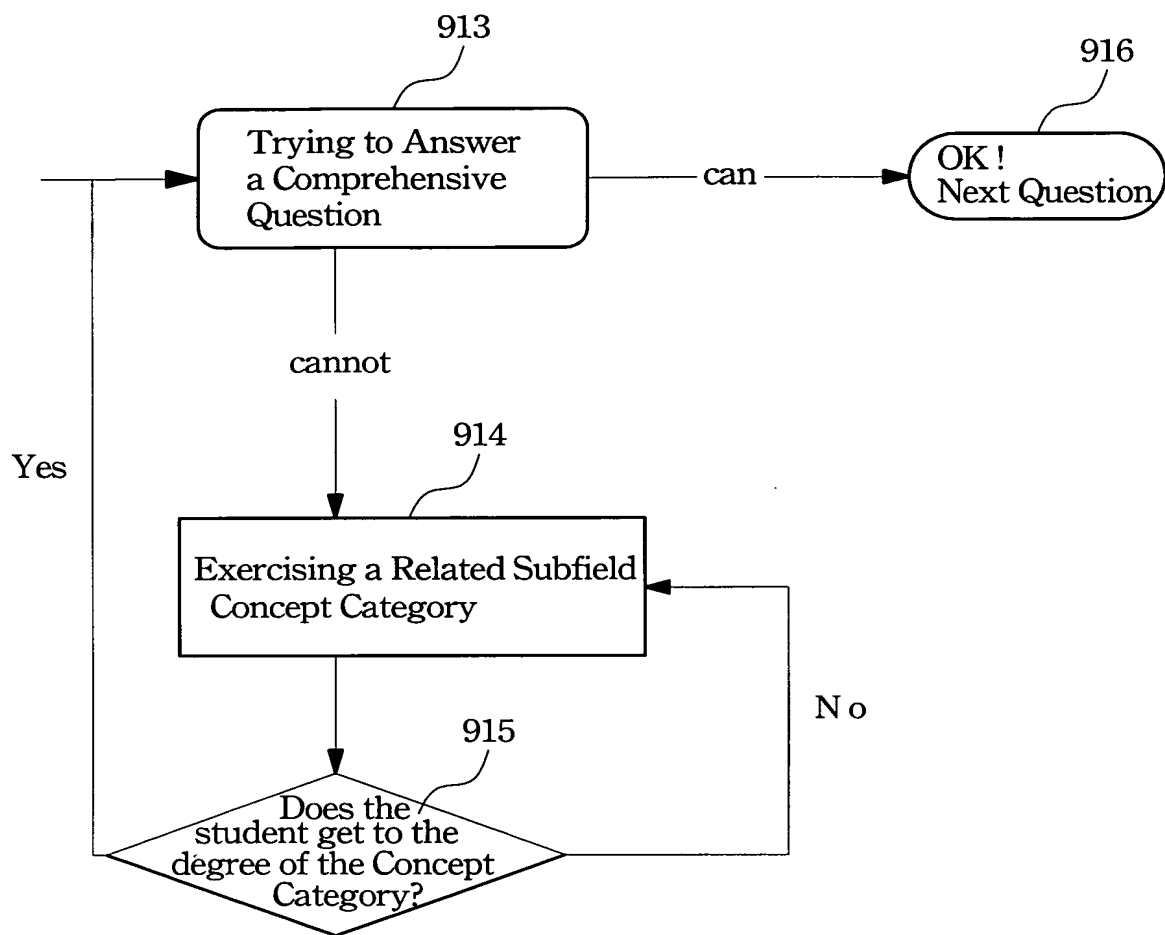 913
916
Trying to Answer
a Comprehensive
Question
can
OK !
Next Question
cannot
Yes
914
Exercising a Related Subfield
Concept Category
No
915
Does the
student get to the
degree of the Concept
Category?